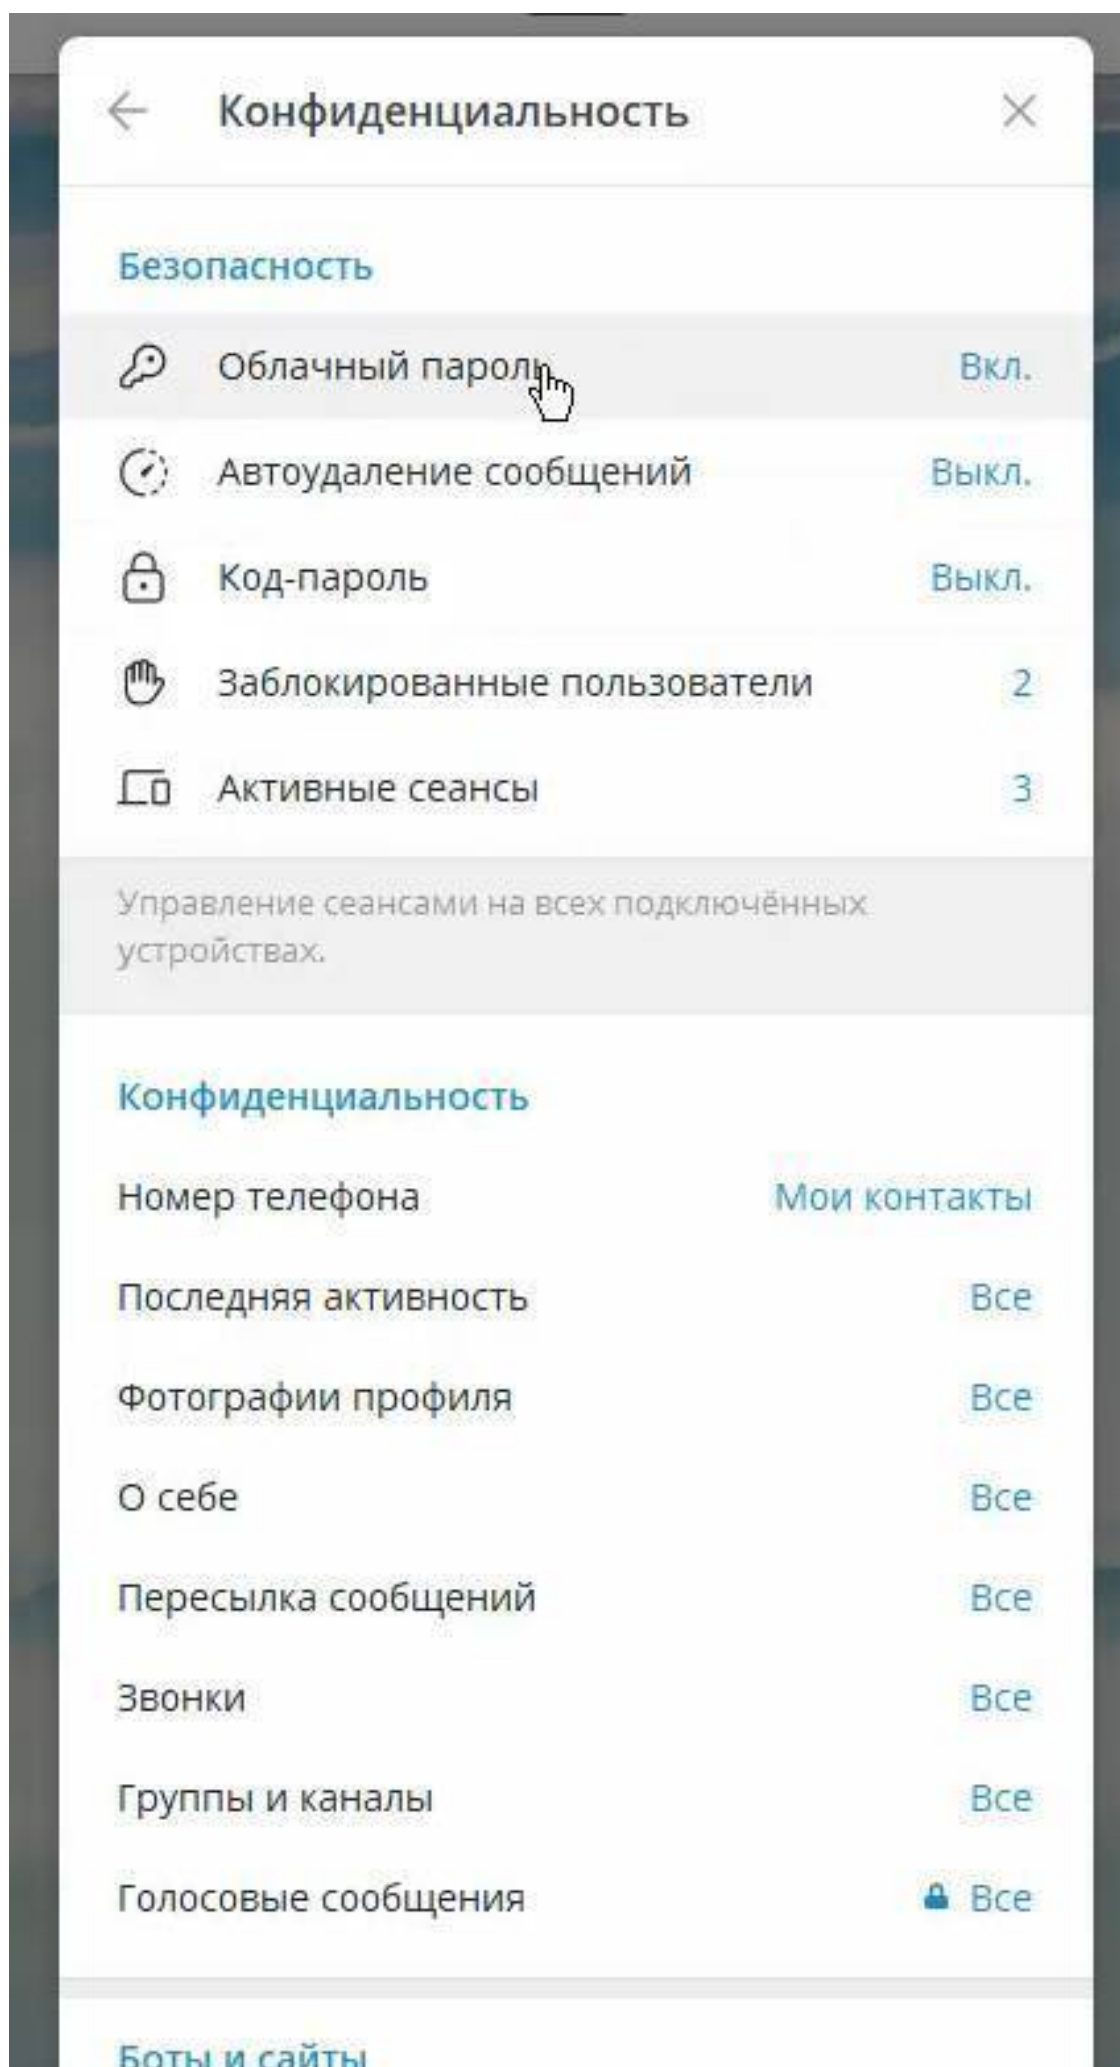 Конфиденциальность
Безопасность
Облачный пароль Вкл.
Автоудаление сообщений Выкл.
Код-пароль Выкл.
Заблокированные пользователи 2
Активные сеансы 3
Управление сеансами на всех подключённых
устройствах.
Конфиденциальность
Номер телефона Мои контакты
Последняя активность Все
Фотографии профиля Все
О себе Все
Пересылка сообщений Все
Звонки Все
Группы и каналы Все
Голосовые сообщения Все
Боты и сайты